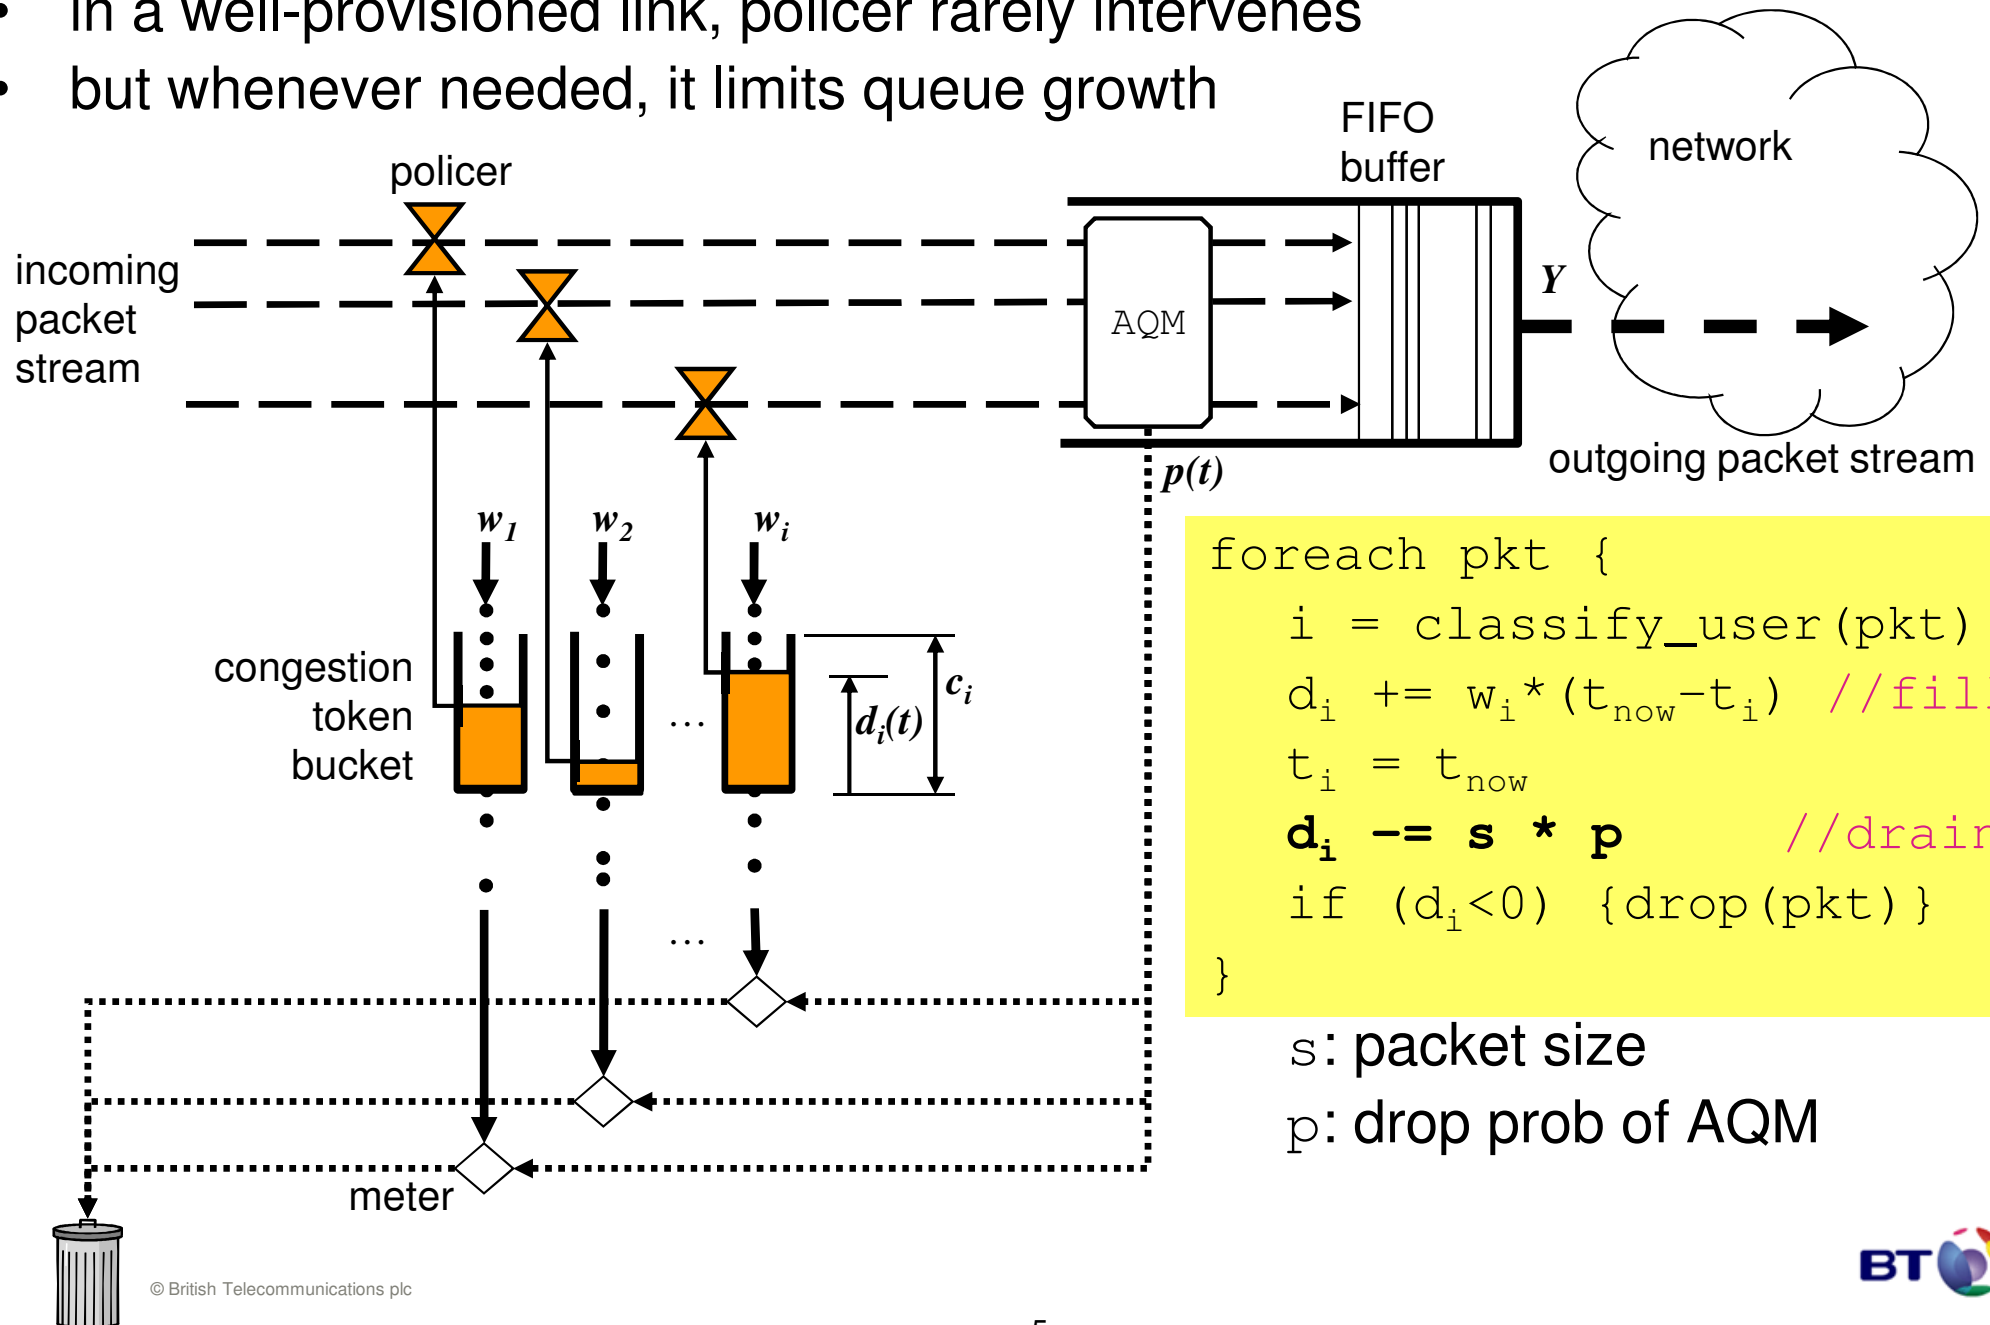 • in a well-provisioned link, policer rarely intervenes
• but whenever needed, it limits queue growth
FIFO
buffer
network
policer
incoming
packet
stream
AQM
Y
outgoing packet stream
p(t)
w1
w2
wi
congestion
token
bucket
...
di(t)
ci
...
meter
foreach pkt {
i = classify_user(pkt)
di += wi*(tnow-ti) //fill
ti = tnow
di -= s * p //drain
if (di<0) {drop(pkt)}
}
s: packet size
p: drop prob of AQM
© British Telecommunications plc
BT
5